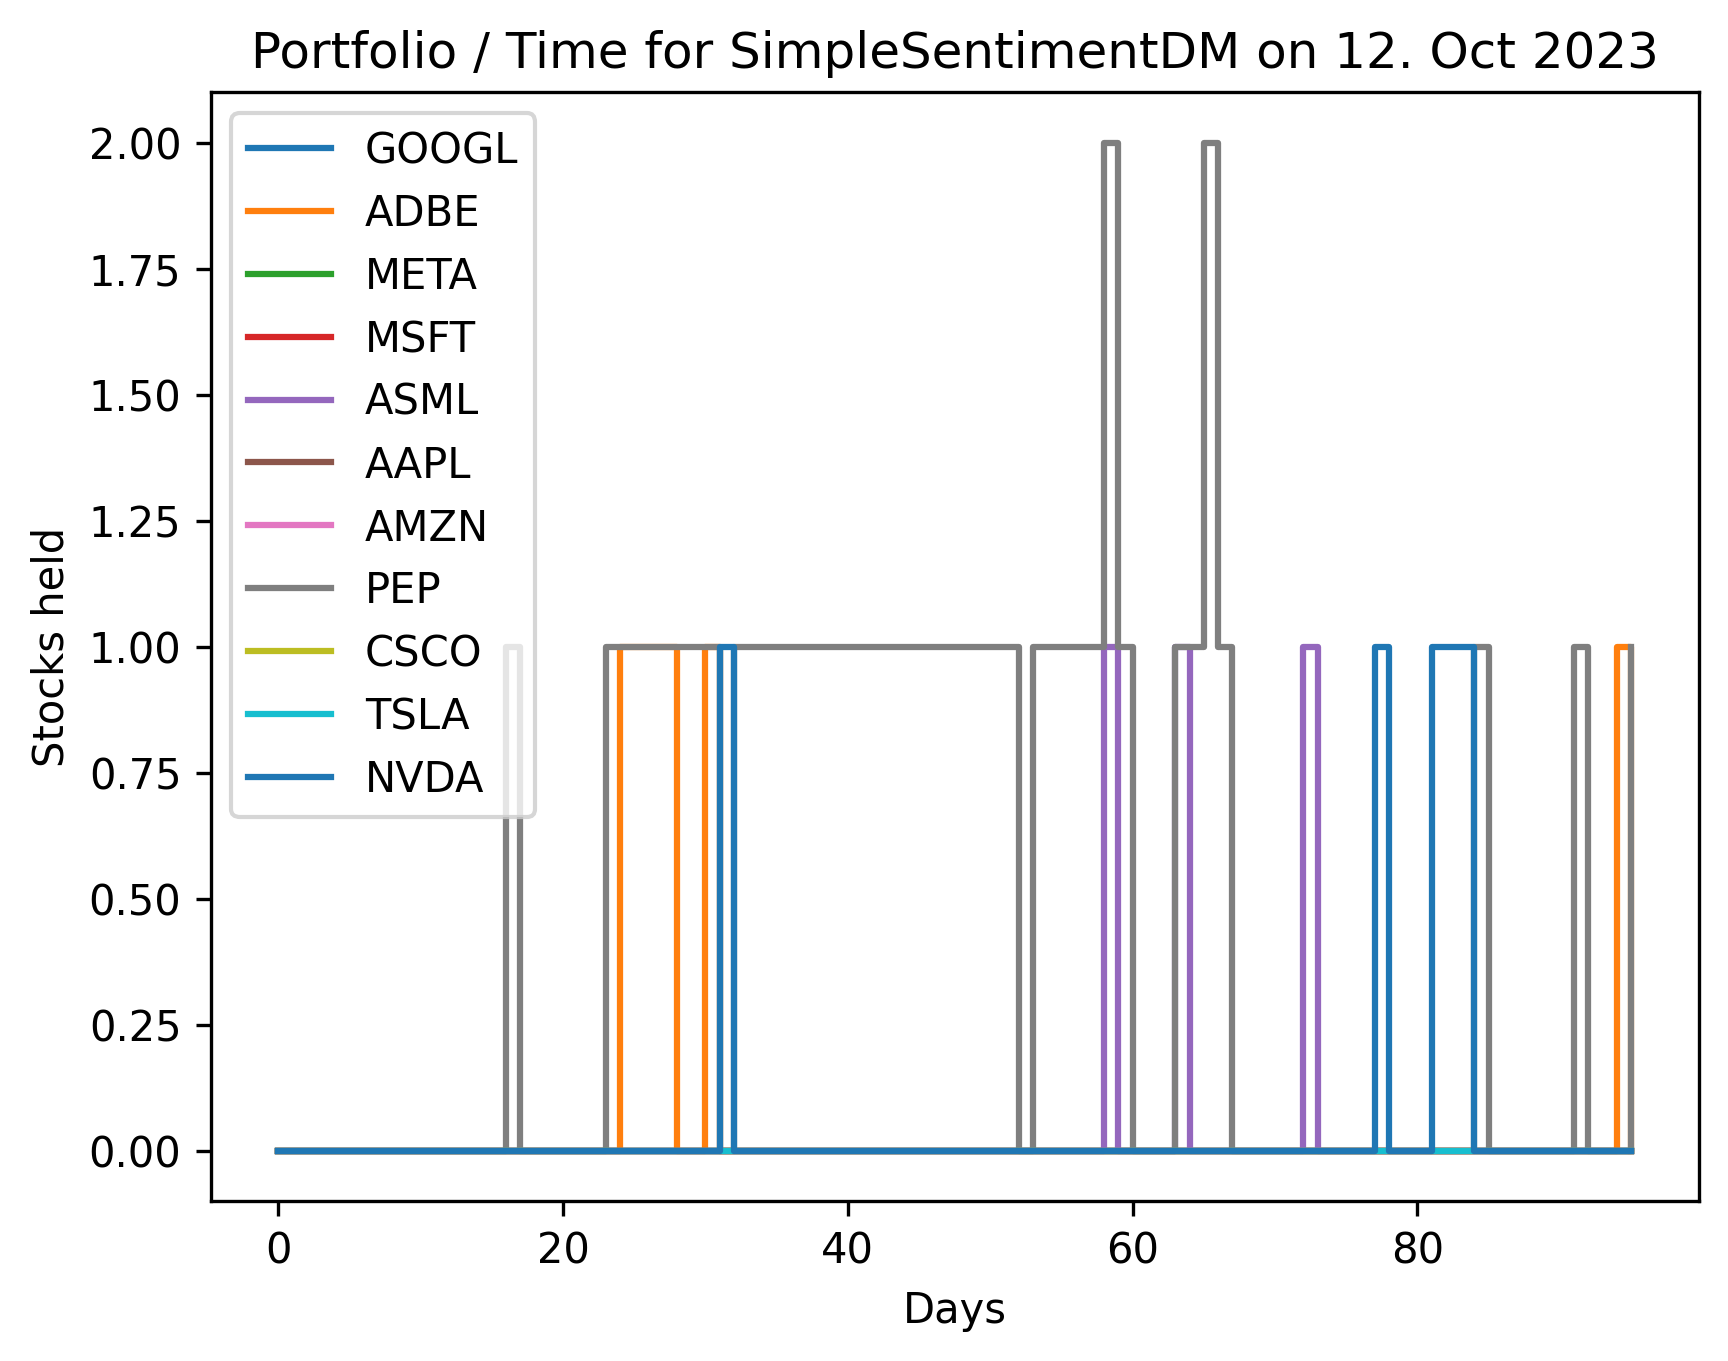 Portfolio / Time for SimpleSentimentDM on 12. Oct 2023
2.00
1.75
1.50
1.25
1.00
0.75
0.50
0.25
0.00
Stocks held
GOOGL
ADBE
META
MSFT
ASML
AAPL
AMZN
PEP
CSCO
TSLA
NVDA
0 20 40 60 80
Days